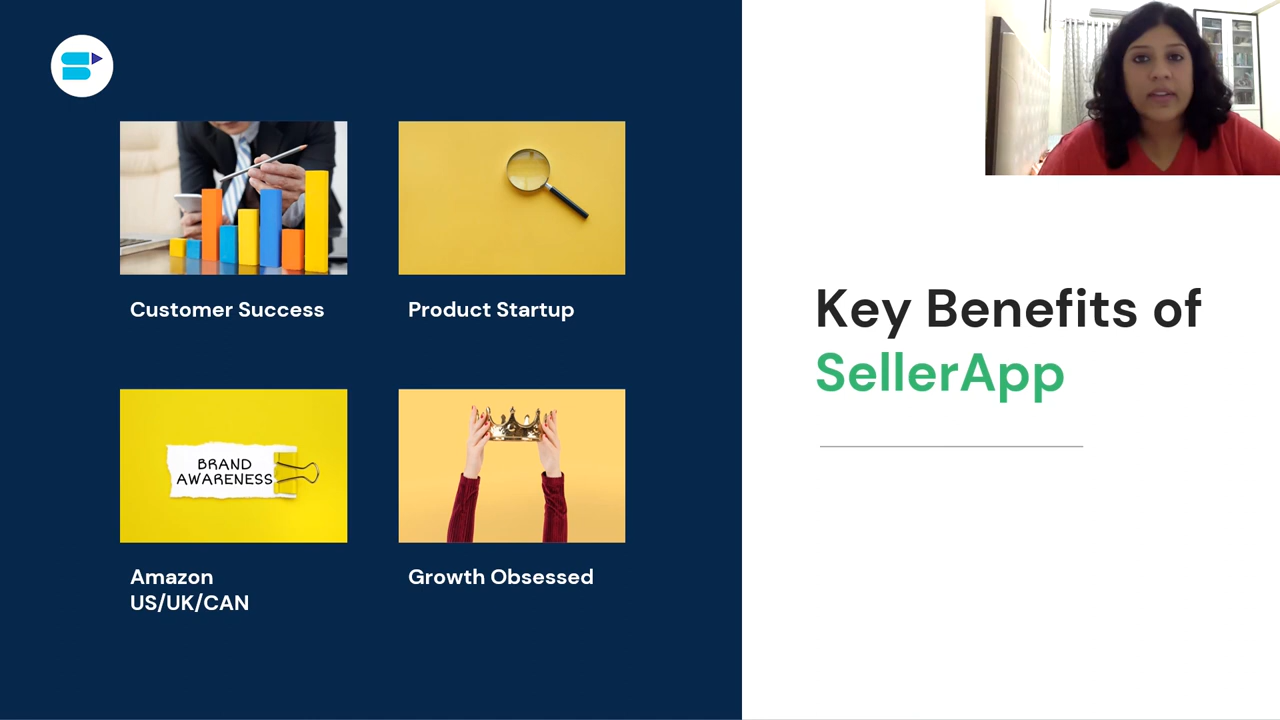 Customer Success
Product Startup
BRAND
AWARENESS
Amazon
US/UK/CAN
Growth Obsessed
Key Benefits of
SellerApp